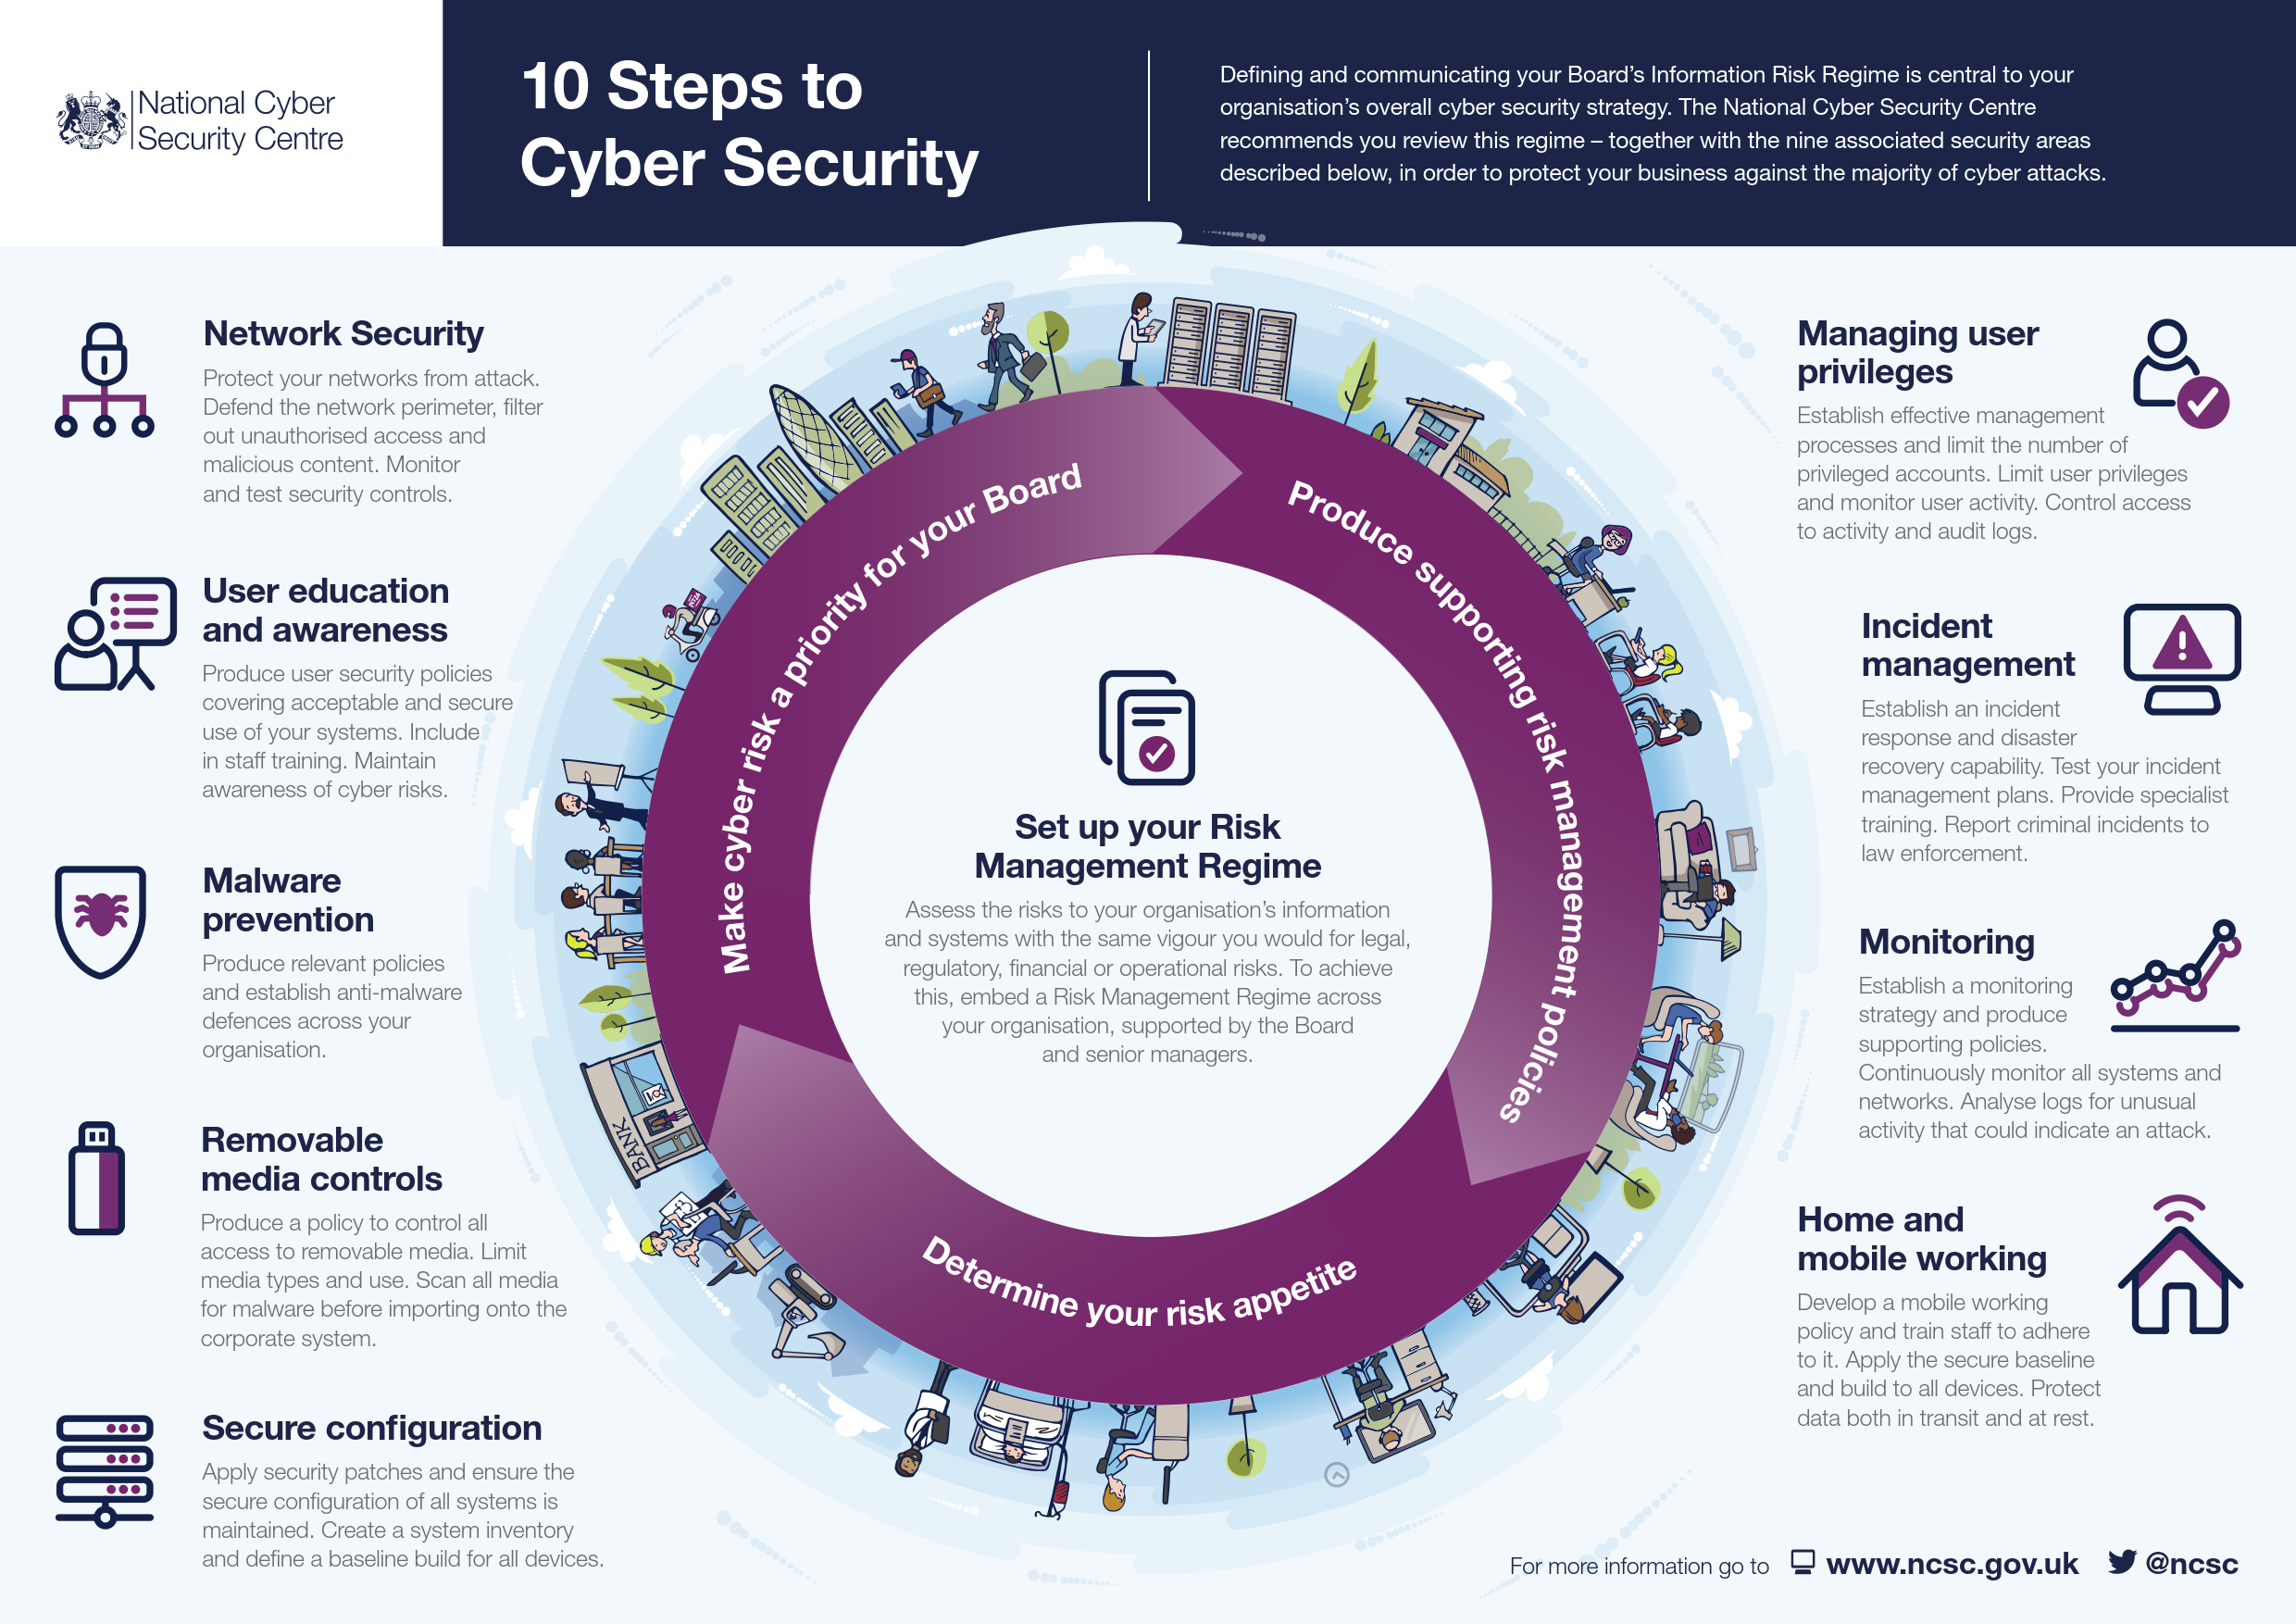 National Cyber
Security Centre
10 Steps to
Cyber Security
Defining and communicating your Board’s Information Risk Regime is central to your
organisation’s overall cyber security strategy. The National Cyber Security Centre
recommends you review this regime – together with the nine associated security areas
described below, in order to protect your business against the majority of cyber attacks.
Network Security
Protect your networks from attack.
Defend the network perimeter, filter
out unauthorised access and
malicious content. Monitor
and test security controls.
User education
and awareness
Produce user security policies
covering acceptable and secure
use of your systems. Include
in staff training. Maintain
awareness of cyber risks.
Malware
prevention
Produce relevant policies
and establish anti-malware
defences across your
organisation.
Removable
media controls
Produce a policy to control all
access to removable media. Limit
media types and use. Scan all media
for malware before importing onto the
corporate system.
Secure configuration
Apply security patches and ensure the
secure configuration of all systems is
maintained. Create a system inventory
and define a baseline build for all devices.
Make cyber risk a priority for your Board
Produce supporting risk management policies
Determine your risk appetite
PIZZA
BANK
Set up your Risk
Management Regime
Assess the risks to your organisation’s information
and systems with the same vigour you would for legal,
regulatory, financial or operational risks. To achieve
this, embed a Risk Management Regime across
your organisation, supported by the Board
and senior managers.
Managing user
privileges
Establish effective management
processes and limit the number of
privileged accounts. Limit user privileges
and monitor user activity. Control access
to activity and audit logs.
Incident
management
Establish an incident
response and disaster
recovery capability. Test your incident
management plans. Provide specialist
training. Report criminal incidents to
law enforcement.
Monitoring
Establish a monitoring
strategy and produce
supporting policies.
Continuously monitor all systems and
networks. Analyse logs for unusual
activity that could indicate an attack.
Home and
mobile working
Develop a mobile working
policy and train staff to adhere
to it. Apply the secure baseline
and build to all devices. Protect
data both in transit and at rest.
For more information go to www.ncsc.gov.uk @ncsc